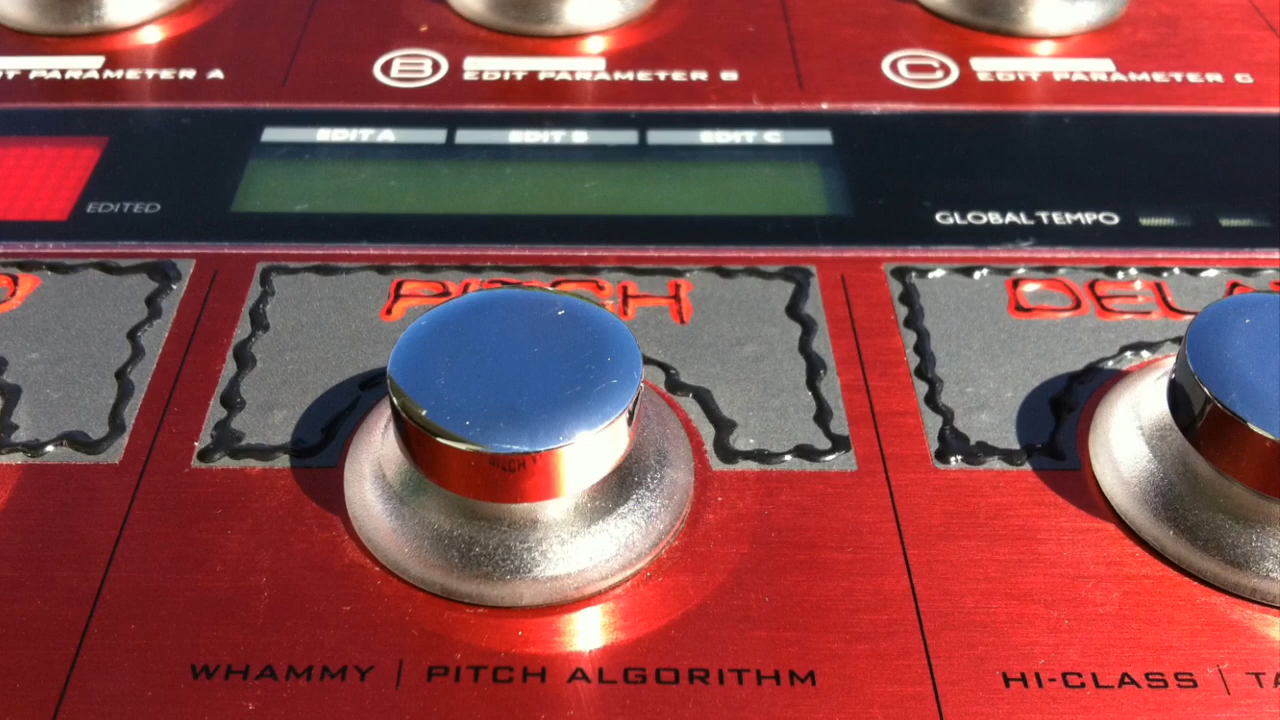 EDIT PARAMETER A
B EDIT PARAMETER B
C EDIT PARAMETER C
EDIT A EDIT B EDIT C
EDITED
GLOBAL TEMPO
PITCH
WHAMMY | PITCH ALGORITHM
HI-CLASS |